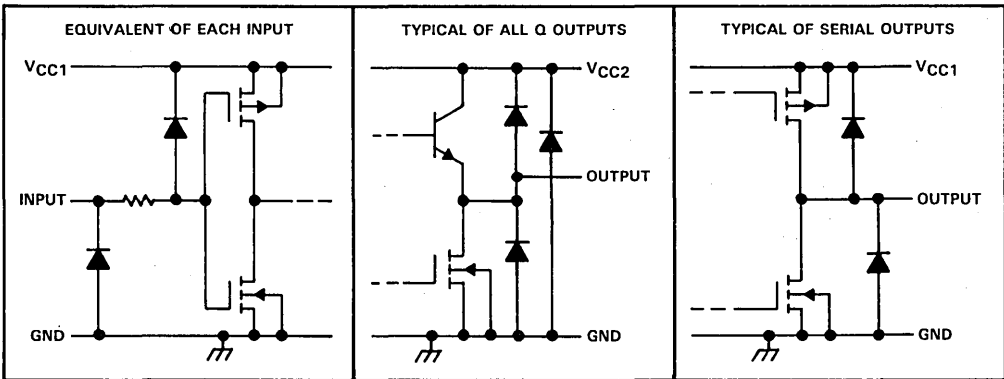 EQUIVALENT OF EACH INPUT
VCC1
INPUT
GND
TYPICAL OF ALL Q OUTPUTS
VCC2
OUTPUT
GND
TYPICAL OF SERIAL OUTPUTS
VCC1
OUTPUT
GND